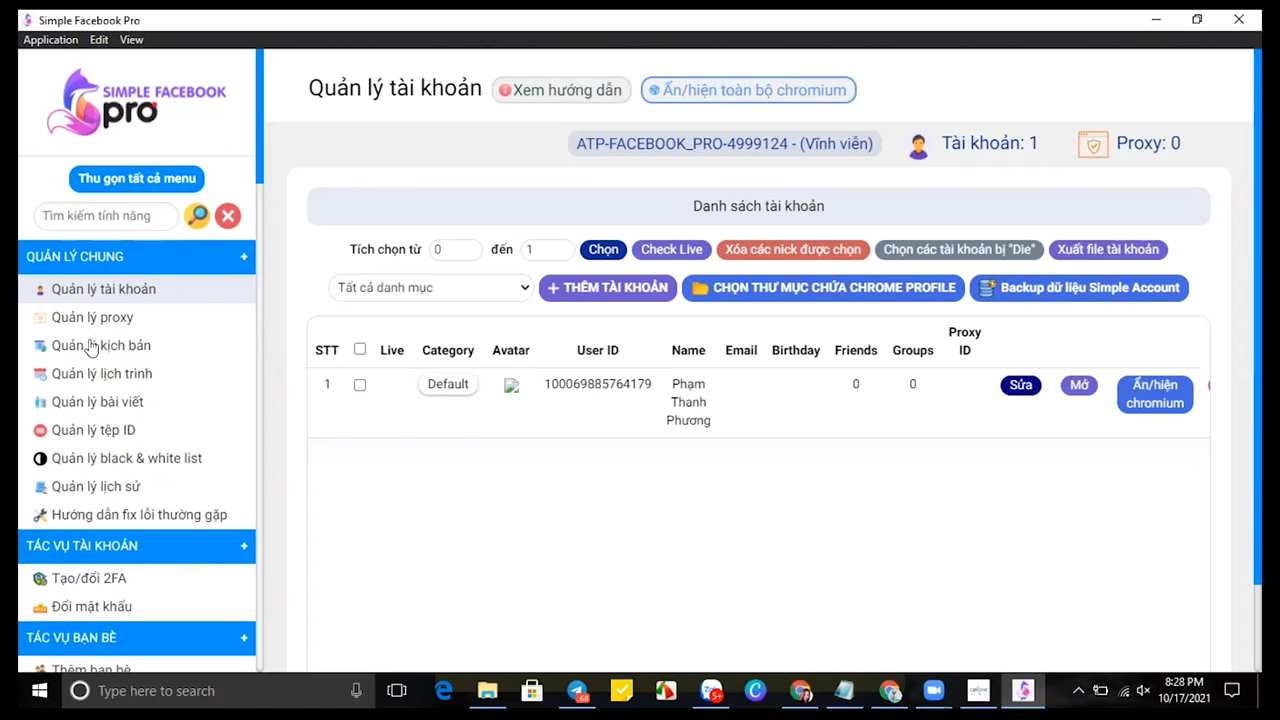 Simple Facebook Pro
Application Edit View
SIMPLE FACEBOOK
pro
Thu gọn tất cả menu
Tìm kiếm tính năng
QUẢN LÝ CHUNG +
Quản lý tài khoản
Quản lý proxy
Quản lý kịch bản
Quản lý lịch trình
Quản lý bài viết
Quản lý tệp ID
Quản lý black & white list
Quản lý lịch sử
Hướng dẫn fix lỗi thường gặp
TÁC VỤ TÀI KHOẢN +
Tạo/đổi 2FA
Đổi mật khẩu
TÁC VỤ BẠN BÈ +
Thêm bạn bè
Quản lý tài khoản Xem hướng dẫn Ẩn/hiện toàn bộ chromium
ATP-FACEBOOK_PRO-4999124 - (Vĩnh viễn) Tài khoản: 1 Proxy: 0
Danh sách tài khoản
Tích chọn từ 0 đến 1 Chọn Check Live Xóa các nick được chọn Chọn các tài khoản bị "Die" Xuất file tài khoản
Tất cả danh mục + THÊM TÀI KHOẢN CHỌN THƯ MỤC CHỨA CHROME PROFILE Backup dữ liệu Simple Account
STT Live Category Avatar User ID Name Email Birthday Friends Groups Proxy ID
1 Default 100069885764179 Phạm Thanh Phương 0 0 Sửa Mở Ẩn/hiện chromium
Type here to search
8:28 PM
10/17/2021